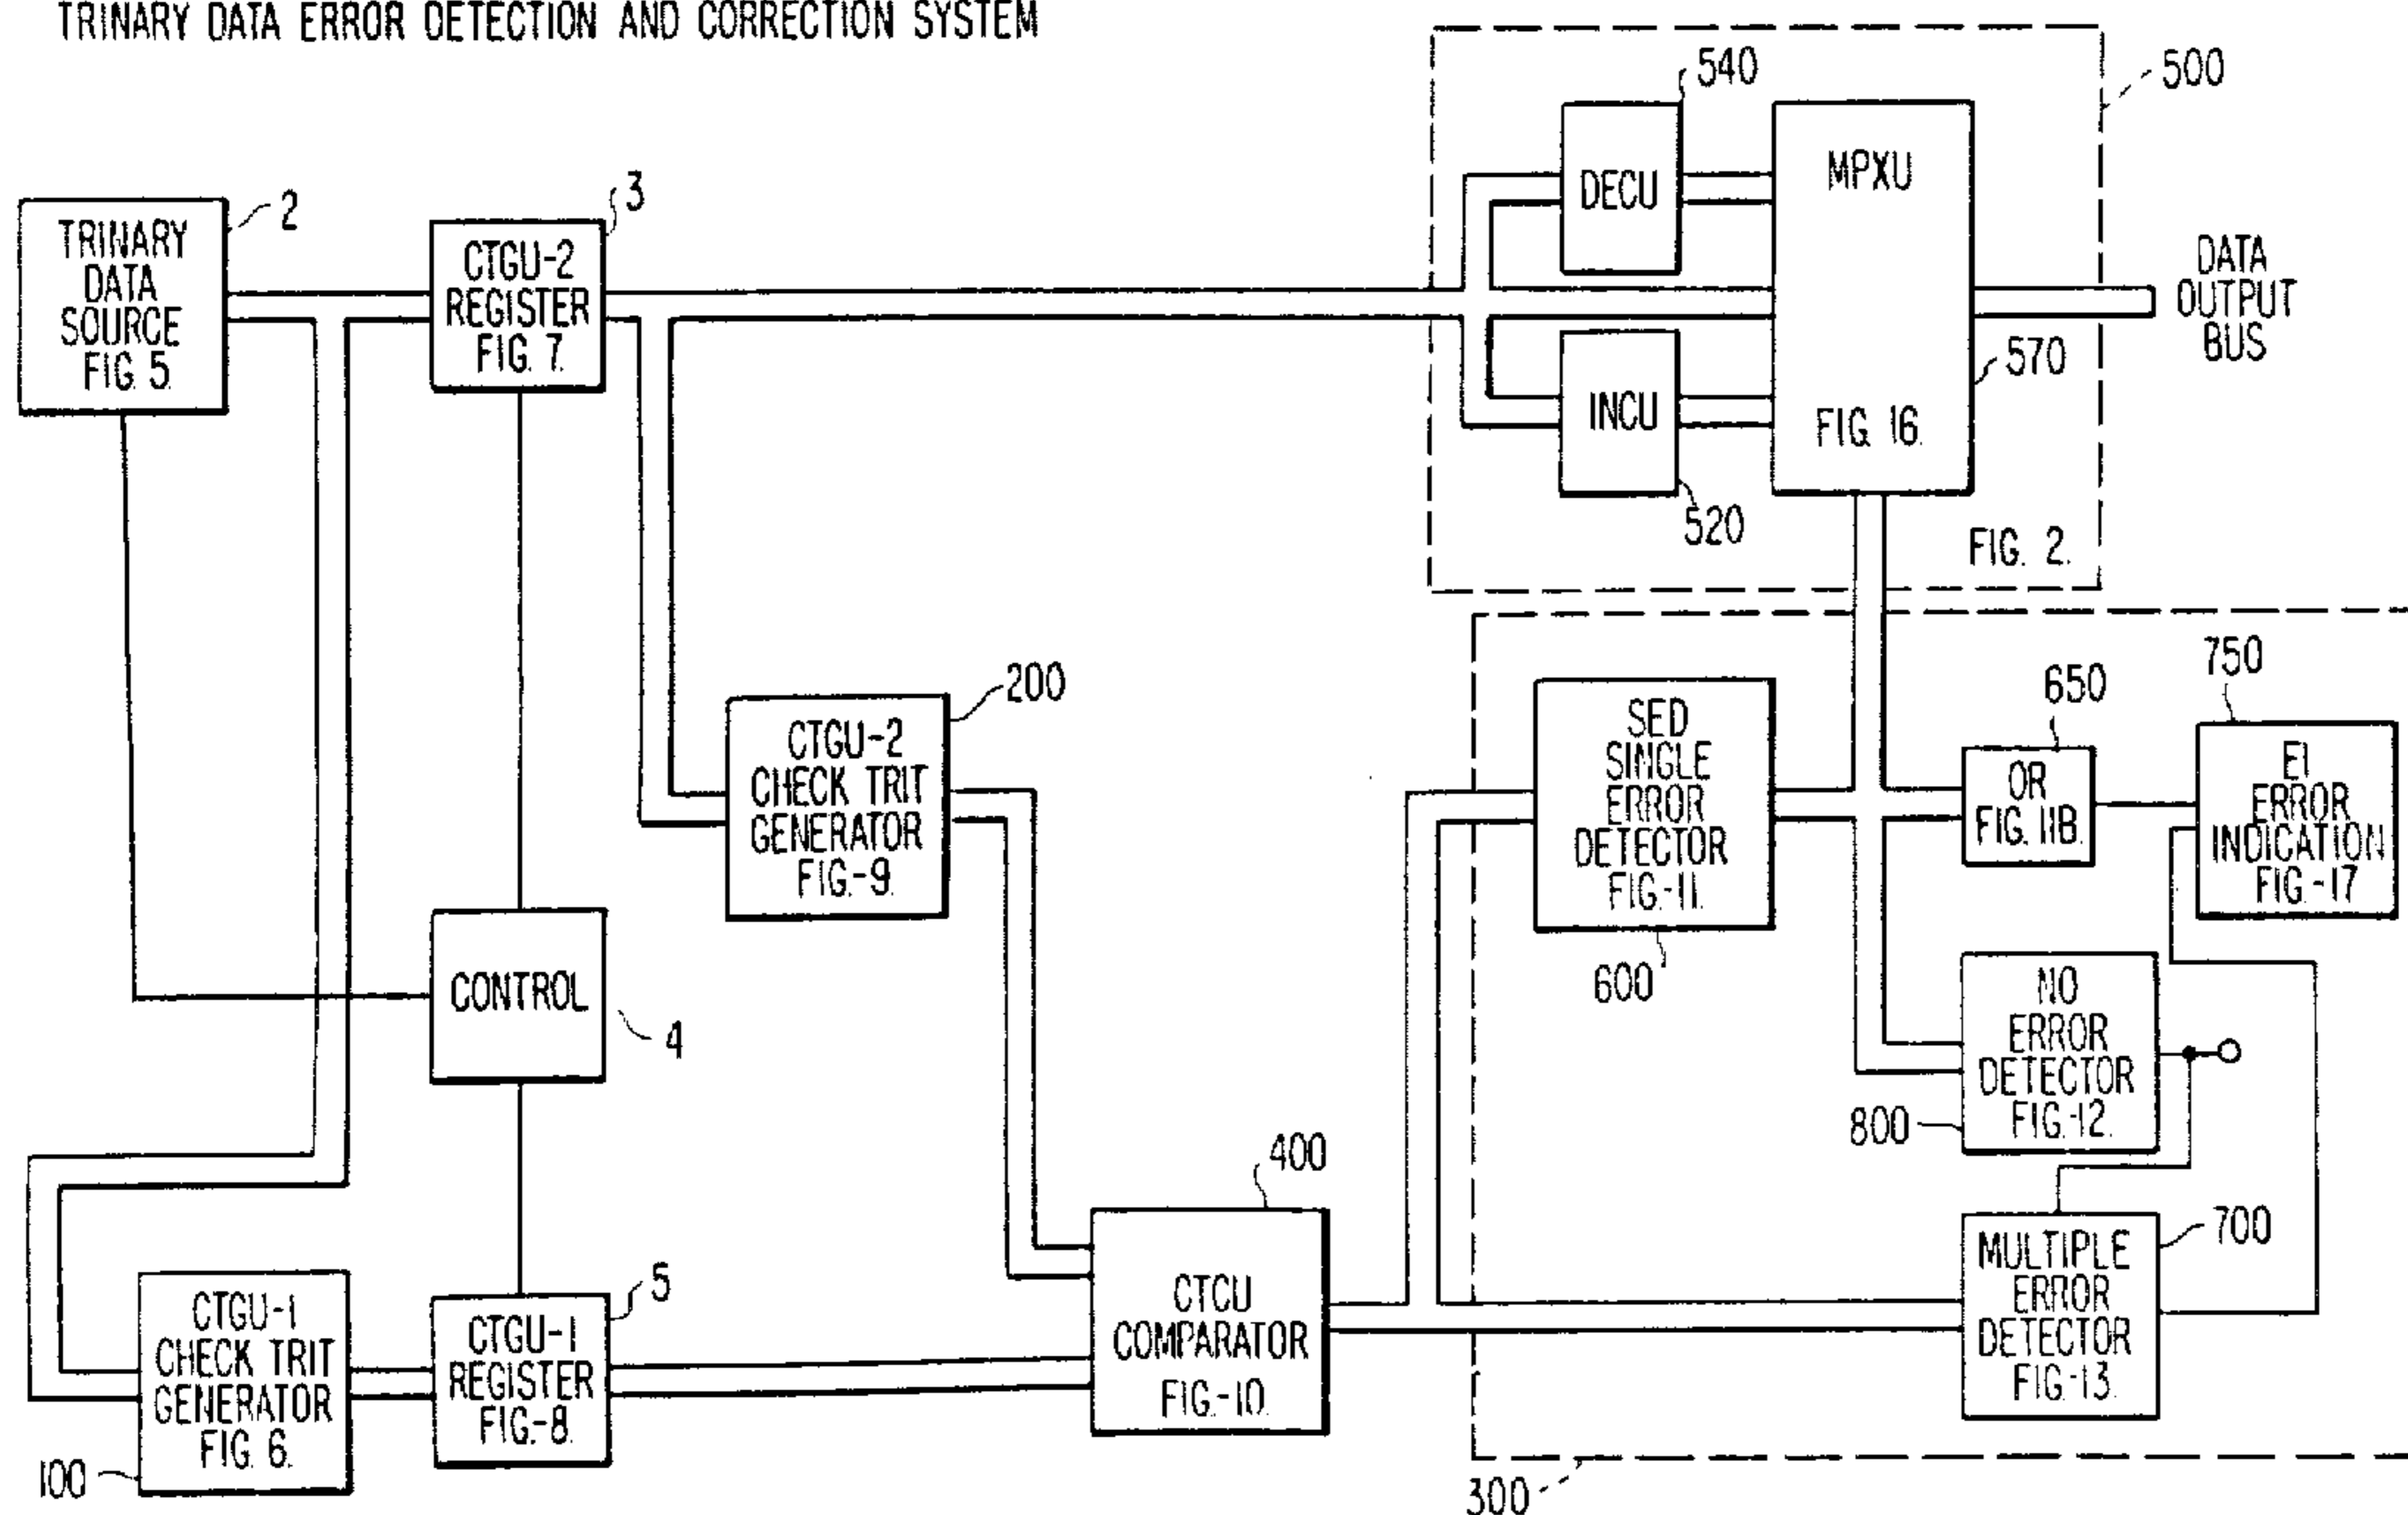 TRINARY DATA ERROR DETECTION AND CORRECTION SYSTEM
TRINARY
DATA
SOURCE
FIG. 5.
2
CTGU-2
REGISTER
FIG. 7.
3
540
DECU
MPXU
FIG. 16.
500
DATA
OUTPUT
BUS
570
INCU
520
FIG. 2.
CTGU-2
CHECK TRIT
GENERATOR
FIG.-9.
200
CONTROL
4
SED
SINGLE
ERROR
DETECTOR
FIG.-11.
600
OR
FIG. 11B.
650
750
EI
ERROR
INDICATION
FIG.-17
NO
ERROR
DETECTOR
FIG.-12.
800
MULTIPLE
ERROR
DETECTOR
FIG.-13.
700
400
CTCU
COMPARATOR
FIG.-10.
CTGU-1
CHECK TRIT
GENERATOR
FIG. 6.
100
CTGU-1
REGISTER
FIG.-8.
5
300